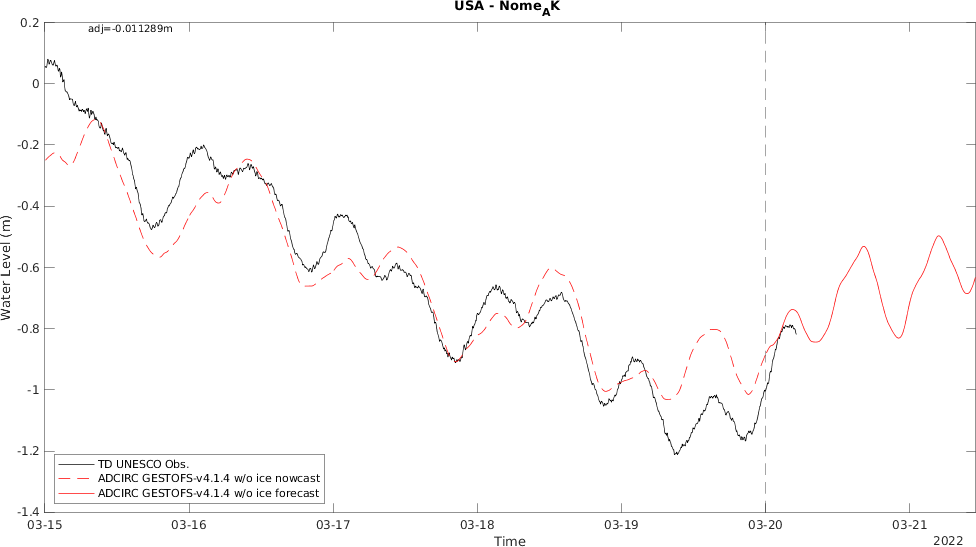 USA - Nome_AK
adj=-0.011289m
0.2
0
-0.2
-0.4
-0.6
-0.8
-1
-1.2
-1.4
Water Level (m)
TD UNESCO Obs.
ADCIRC GESTOFS-v4.1.4 w/o ice nowcast
ADCIRC GESTOFS-v4.1.4 w/o ice forecast
03-15 03-16 03-17 03-18 03-19 03-20 03-21
Time
2022